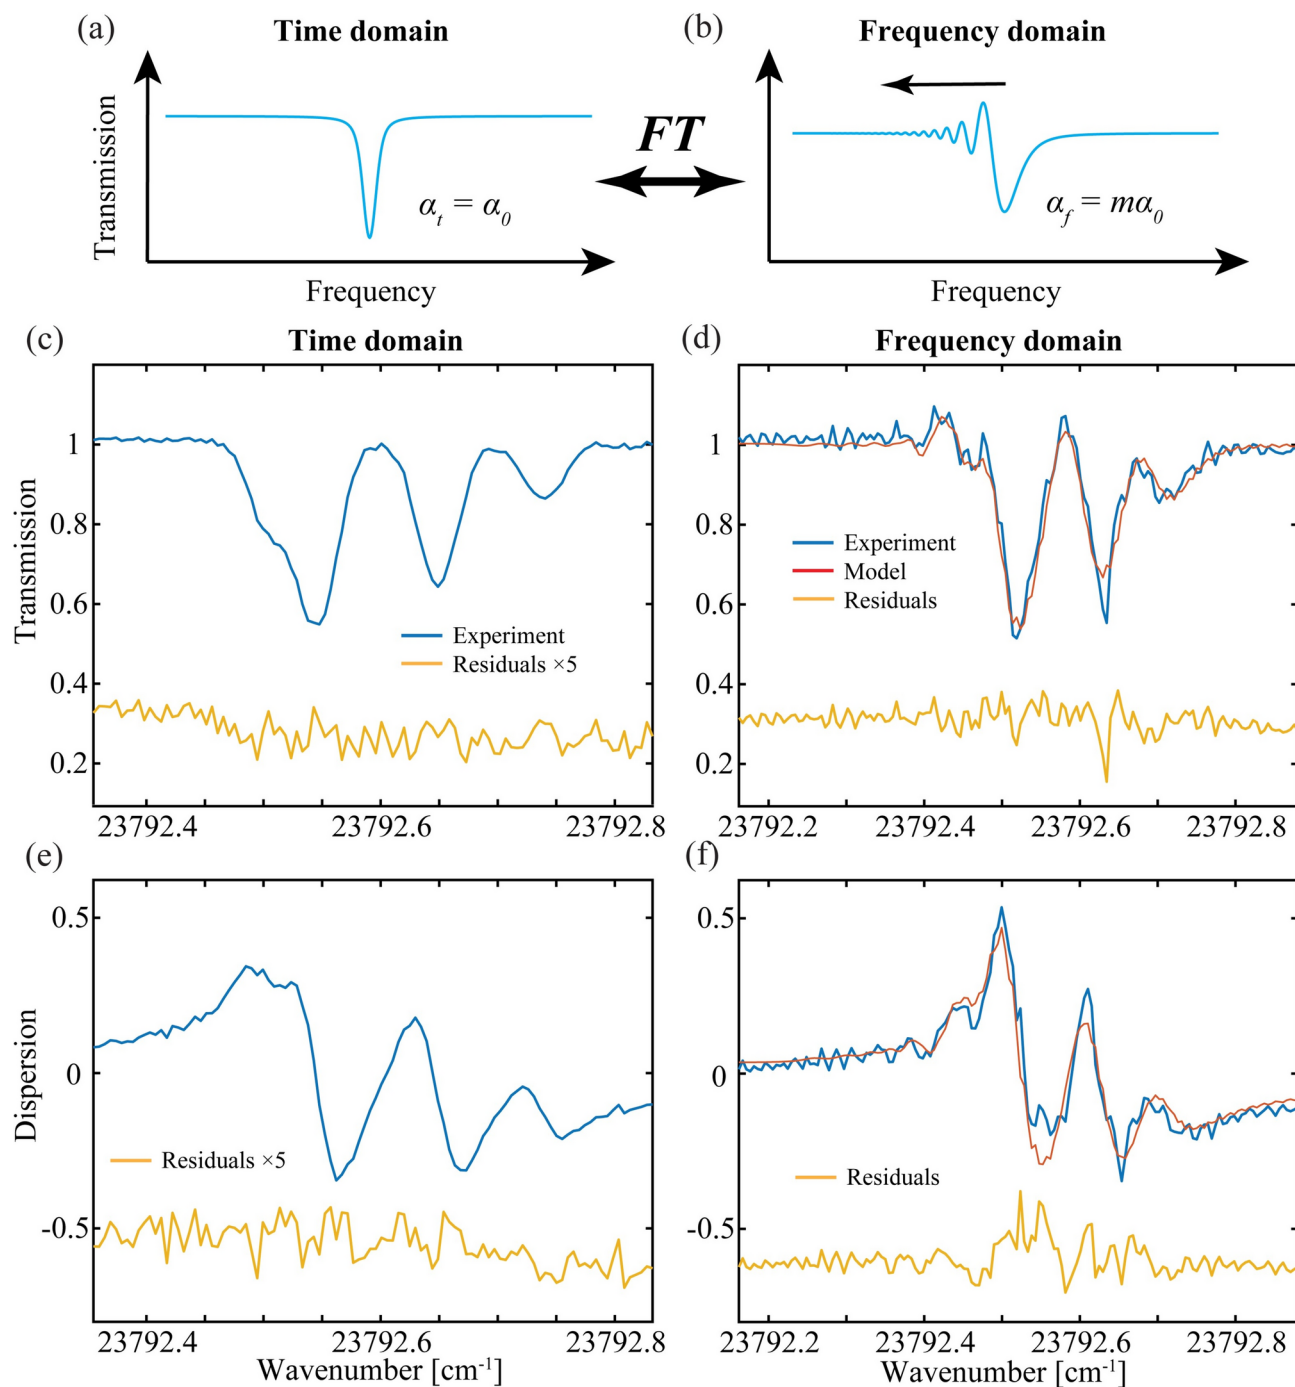 (a) Time domain
(b) Frequency domain
Transmission
αt = α0
Frequency
FT
αf = mα0
Frequency
(c) Time domain
(d) Frequency domain
Transmission
1
0.8
0.6
0.4
0.2
Experiment
Residuals ×5
23792.4 23792.6 23792.8
1
0.8
0.6
0.4
0.2
Experiment
Model
Residuals
23792.2 23792.4 23792.6 23792.8
(e)
(f)
Dispersion
0.5
0
-0.5
Residuals ×5
23792.4 23792.6 23792.8
Wavenumber [cm-1]
0.5
0
-0.5
Residuals
23792.2 23792.4 23792.6 23792.8
Wavenumber [cm-1]